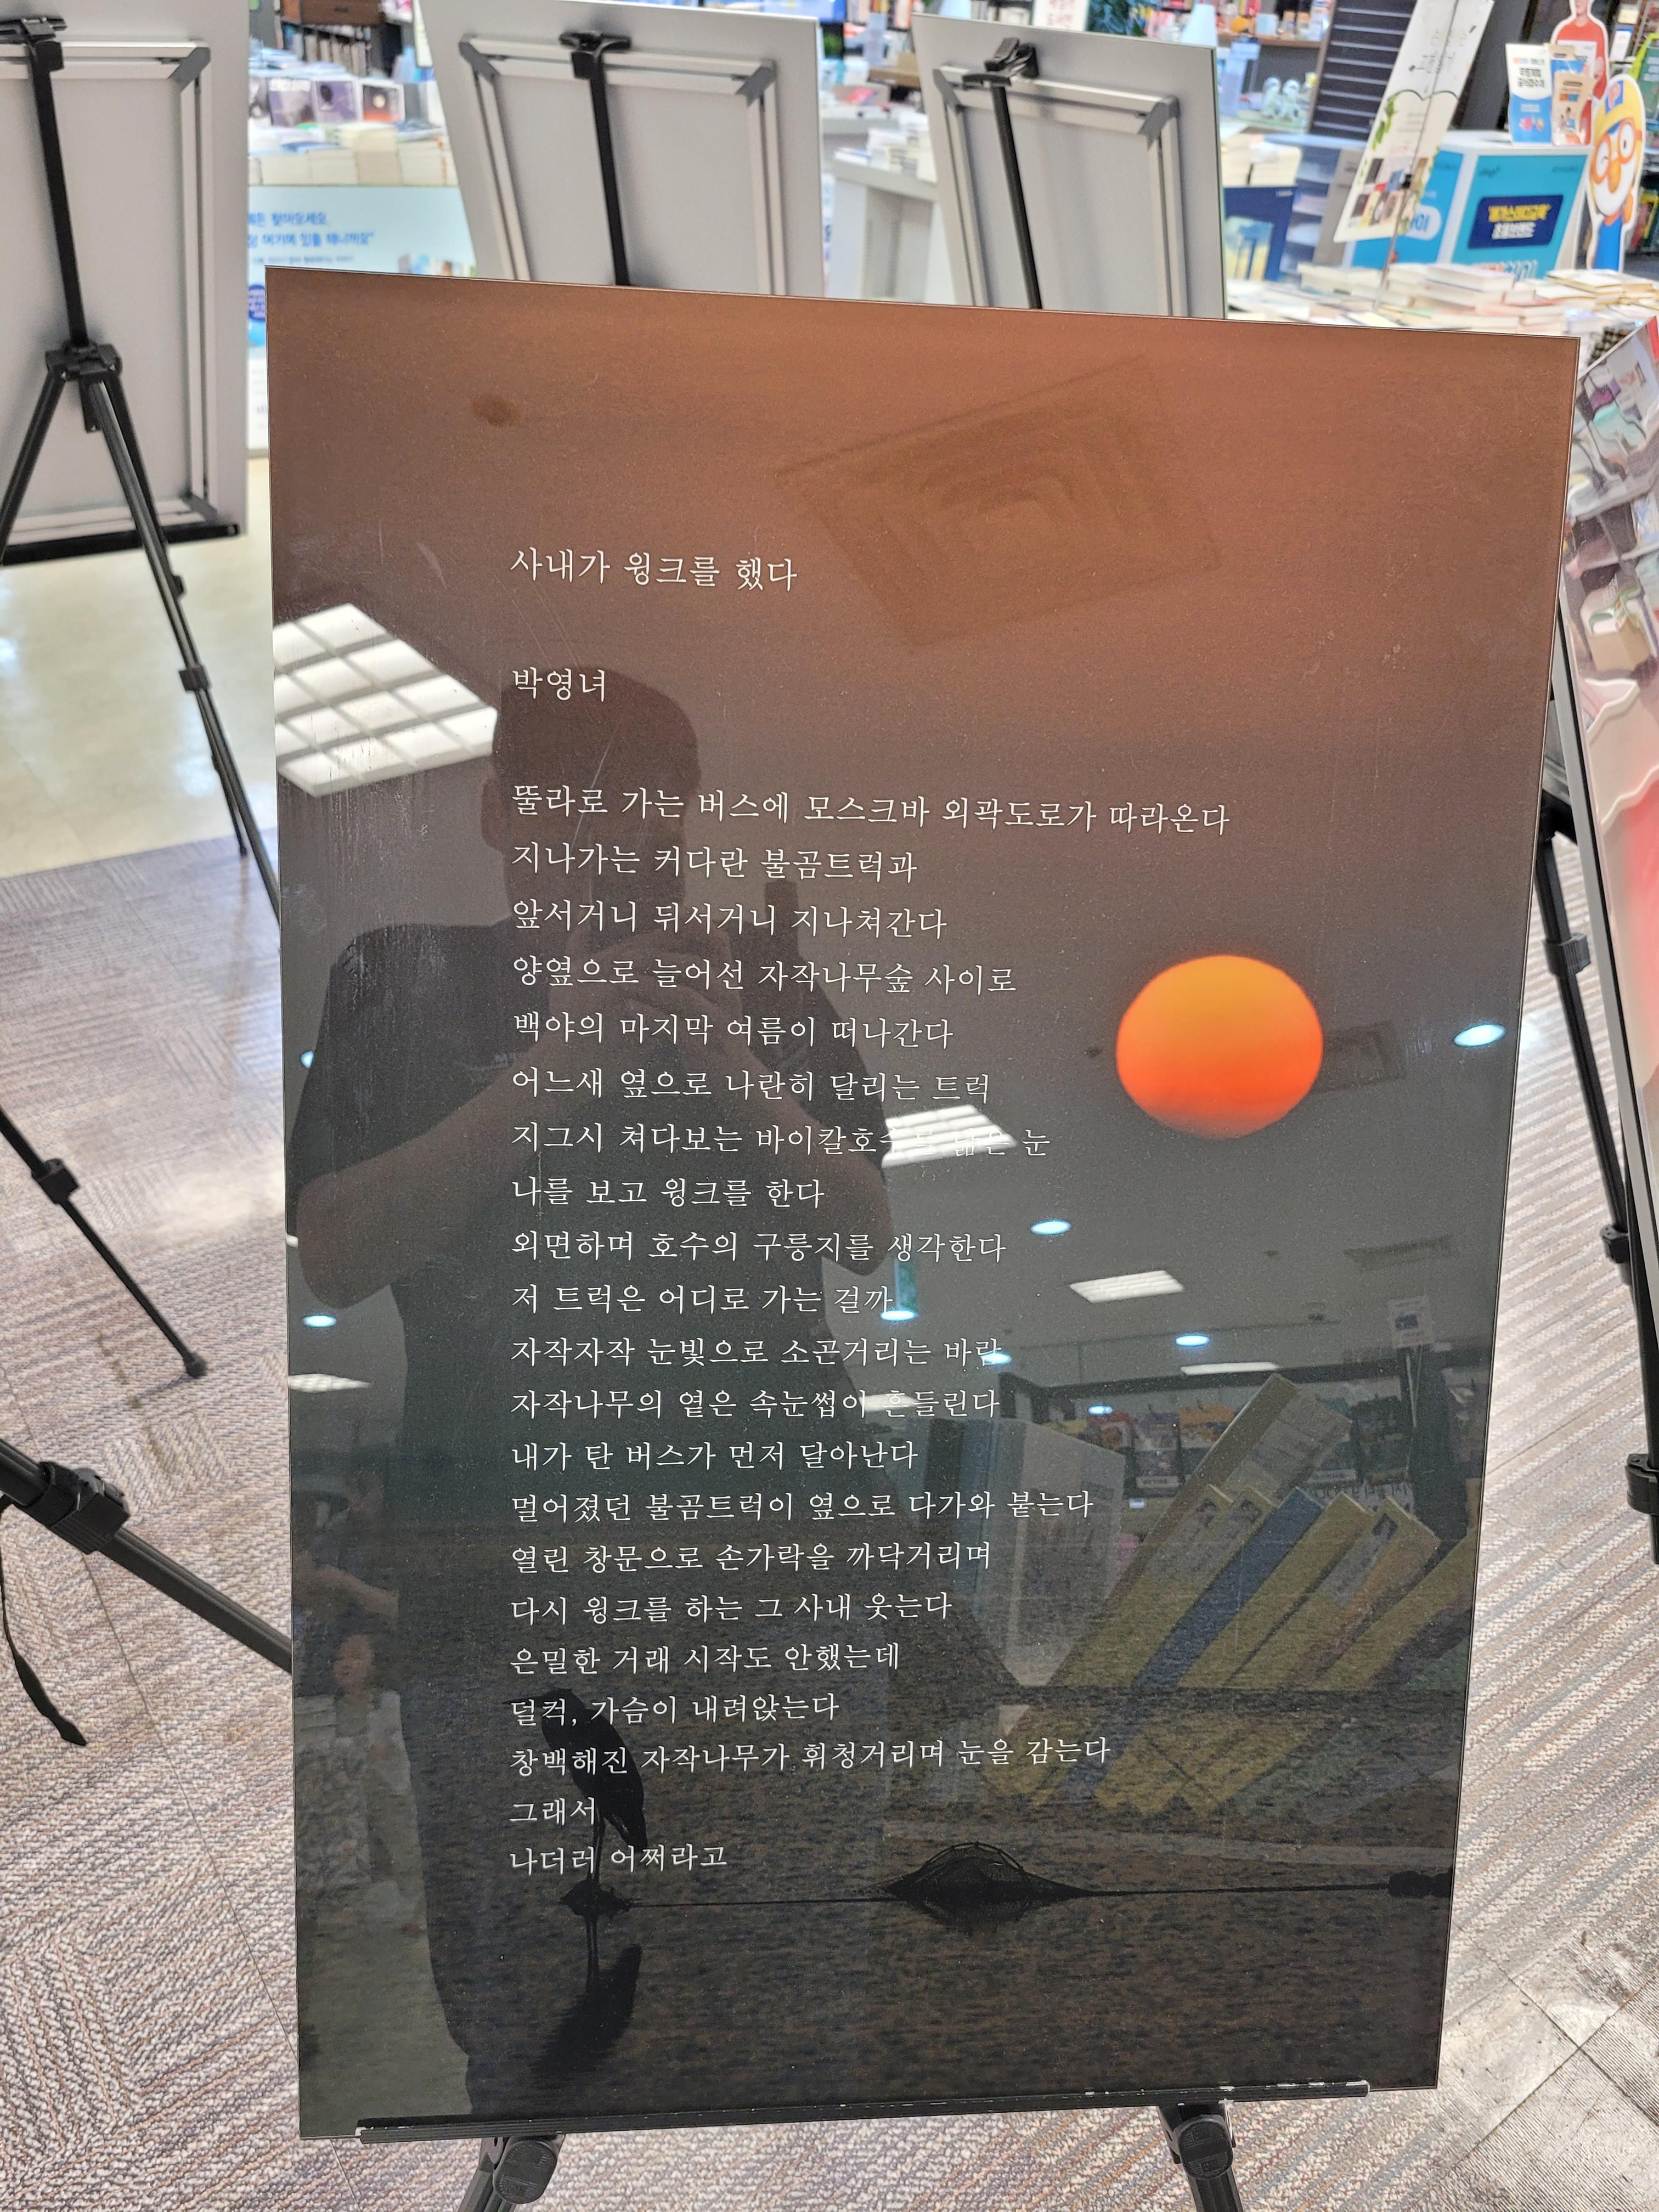 사내가 윙크를 했다
박영녀
뚤라로 가는 버스에 모스크바 외곽도로가 따라온다
지나가는 커다란 불곰트럭과
앞서거니 뒤서거니 지나쳐간다
양옆으로 늘어선 자작나무숲 사이로
백야의 마지막 여름이 떠나간다
어느새 옆으로 나란히 달리는 트럭
지그시 쳐다보는 바이칼호수를 닮은 눈
나를 보고 윙크를 한다
외면하며 호수의 구릉지를 생각한다
저 트럭은 어디로 가는 걸까
자작자작 눈빛으로 소곤거리는 바람
자작나무의 옅은 속눈썹이 흔들린다
내가 탄 버스가 먼저 달아난다
멀어졌던 불곰트럭이 옆으로 다가와 붙는다
열린 창문으로 손가락을 까닥거리며
다시 윙크를 하는 그 사내 웃는다
은밀한 거래 시작도 안했는데
덜컥, 가슴이 내려앉는다
창백해진 자작나무가 휘청거리며 눈을 감는다
그래서
나더러 어쩌라고